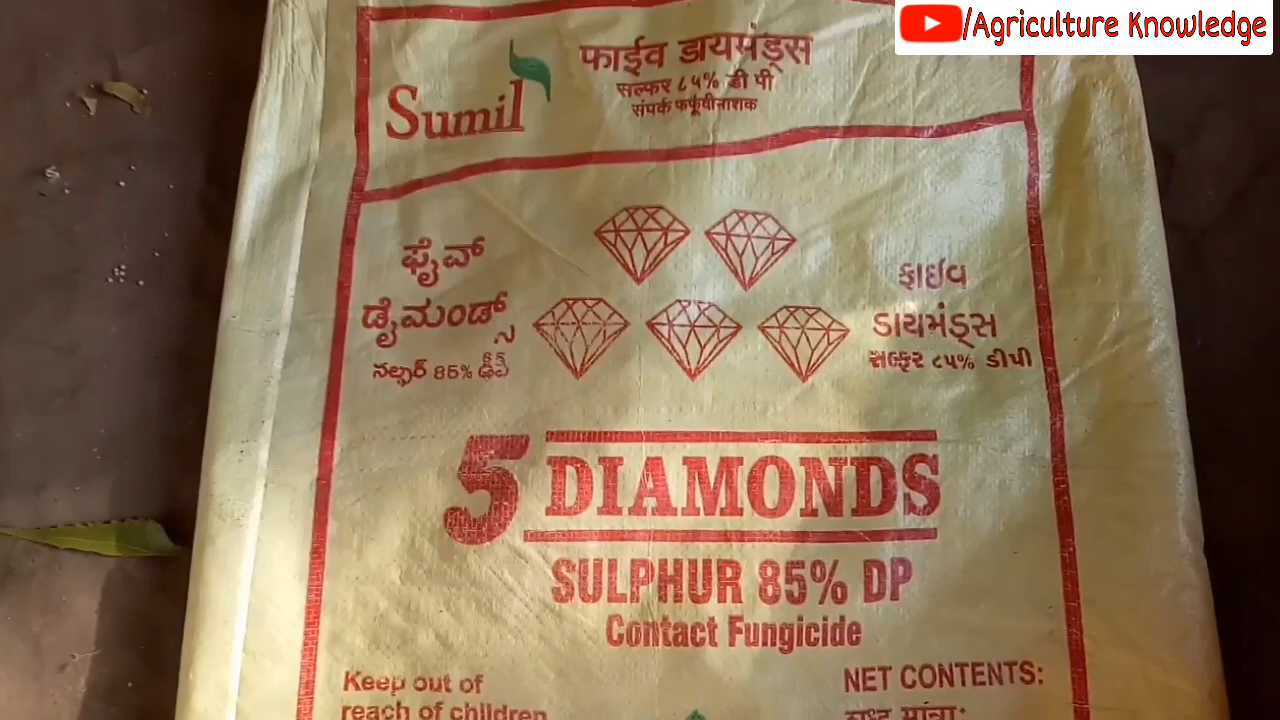 /Agriculture Knowledge
Sumil
फाईव डायमंड्स
सल्फर ८५% डी पी
संपर्क फफूंदीनाशक
ಫೈವ್
ಡೈಮಂಡ್ಸ್
ಸಲ್ಫರ್ 85% ಡಿಪಿ
ફાઈવ
ડાયમંડ્સ
સલ્ફર ૮૫% ડીપી
5 DIAMONDS
SULPHUR 85% DP
Contact Fungicide
Keep out of
reach of children
NET CONTENTS: